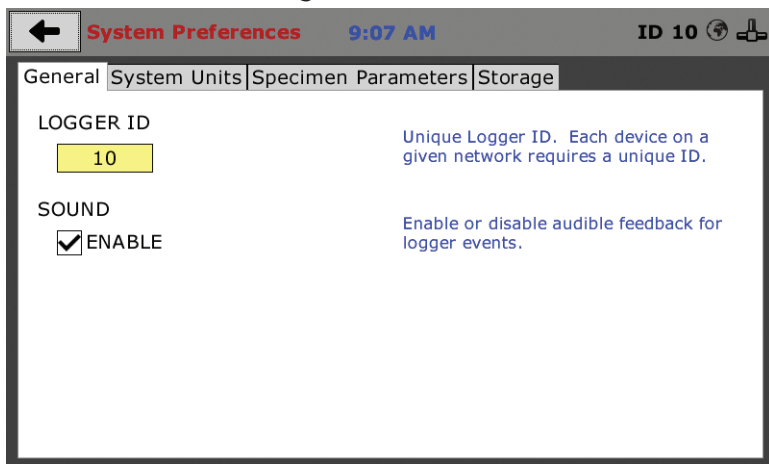 System Preferences 9:07 AM ID 10
General System Units Specimen Parameters Storage
LOGGER ID
10
Unique Logger ID. Each device on a
given network requires a unique ID.
SOUND
ENABLE
Enable or disable audible feedback for
logger events.